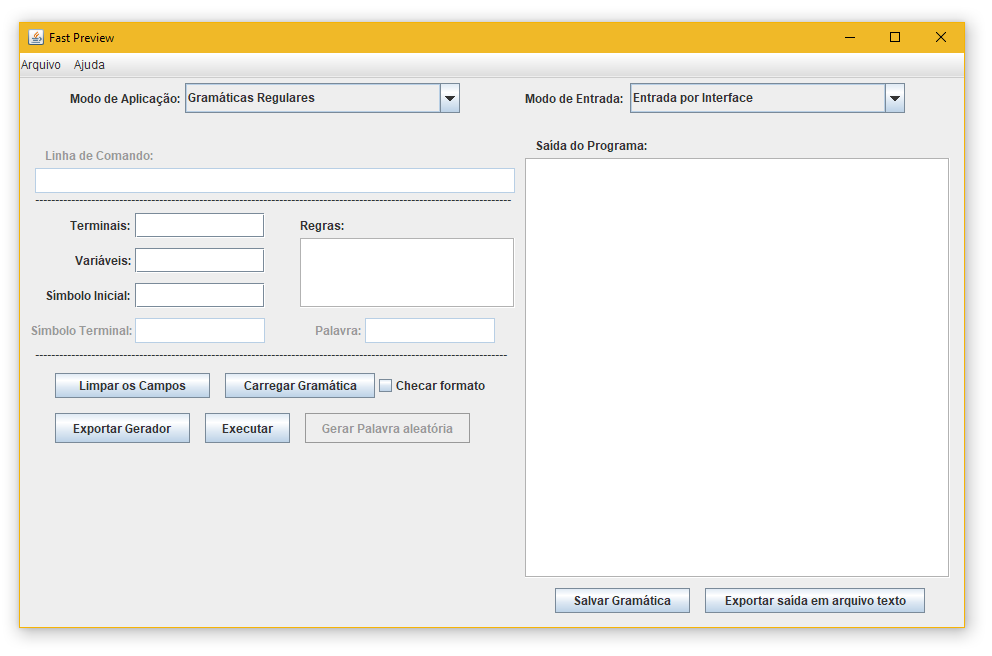 Fast Preview
Arquivo Ajuda
Modo de Aplicação: Gramáticas Regulares
Modo de Entrada: Entrada por Interface
Linha de Comando:
Saída do Programa:
Terminais:
Regras:
Variáveis:
Símbolo Inicial:
Símbolo Terminal:
Palavra:
Limpar os Campos
Carregar Gramática
Checar formato
Exportar Gerador
Executar
Gerar Palavra aleatória
Salvar Gramática
Exportar saída em arquivo texto